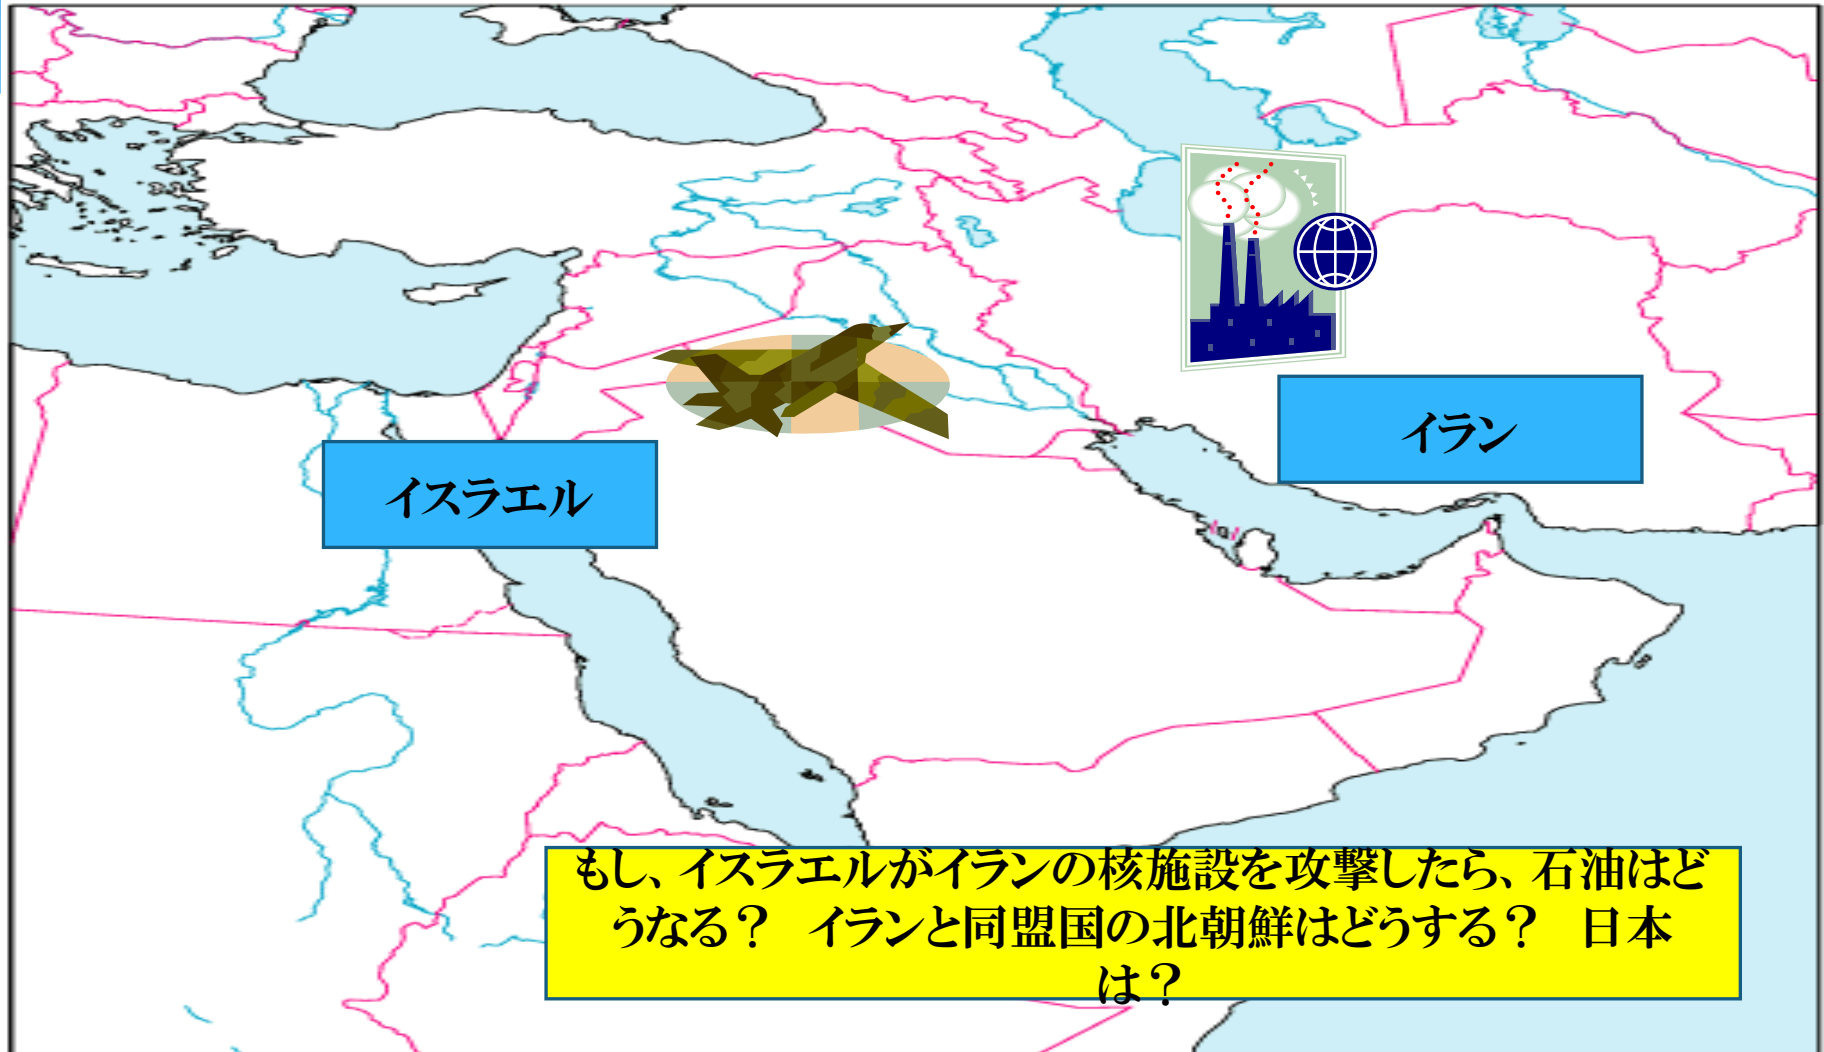 イラン
イスラエル
もし、イスラエルがイランの核施設を攻撃したら、石油はど
うなる？　イランと同盟国の北朝鮮はどうする？　日本
は？